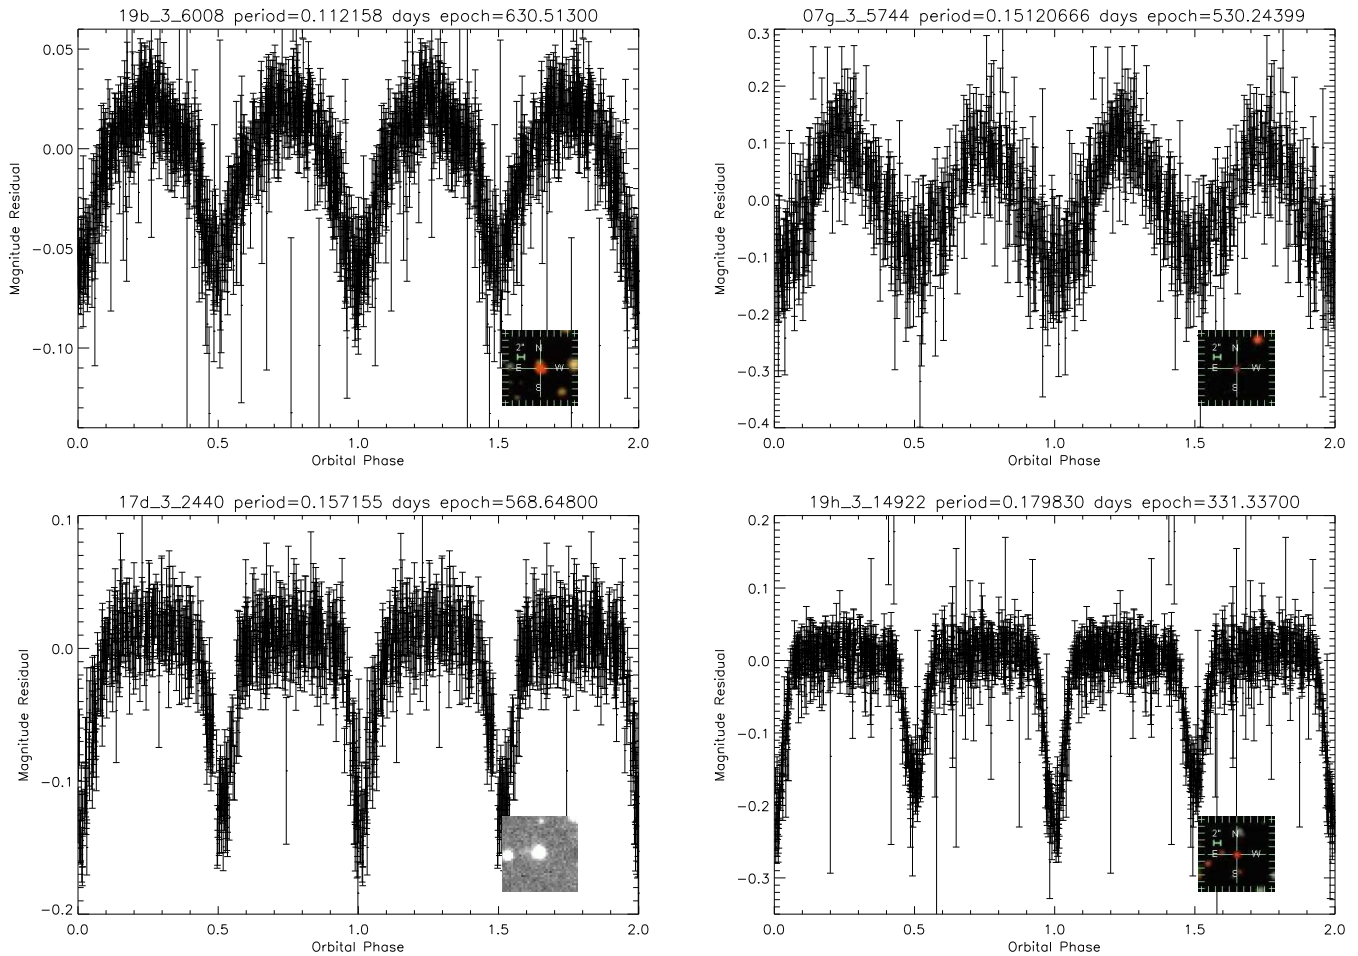 19b_3_6008 period=0.112158 days epoch=630.51300
0.05
0.00
−0.05
−0.10
Magnitude Residual
2" N
E W
S
0.0 0.5 1.0 1.5 2.0
Orbital Phase
07g_3_5744 period=0.15120666 days epoch=530.24399
0.3
0.2
0.1
0.0
−0.1
−0.2
−0.3
−0.4
Magnitude Residual
2" N
E W
S
0.0 0.5 1.0 1.5 2.0
Orbital Phase
17d_3_2440 period=0.157155 days epoch=568.64800
0.1
0.0
−0.1
−0.2
Magnitude Residual
0.0 0.5 1.0 1.5 2.0
Orbital Phase
19h_3_14922 period=0.179830 days epoch=331.33700
0.2
0.1
0.0
−0.1
−0.2
−0.3
Magnitude Residual
2" N
E W
S
0.0 0.5 1.0 1.5 2.0
Orbital Phase